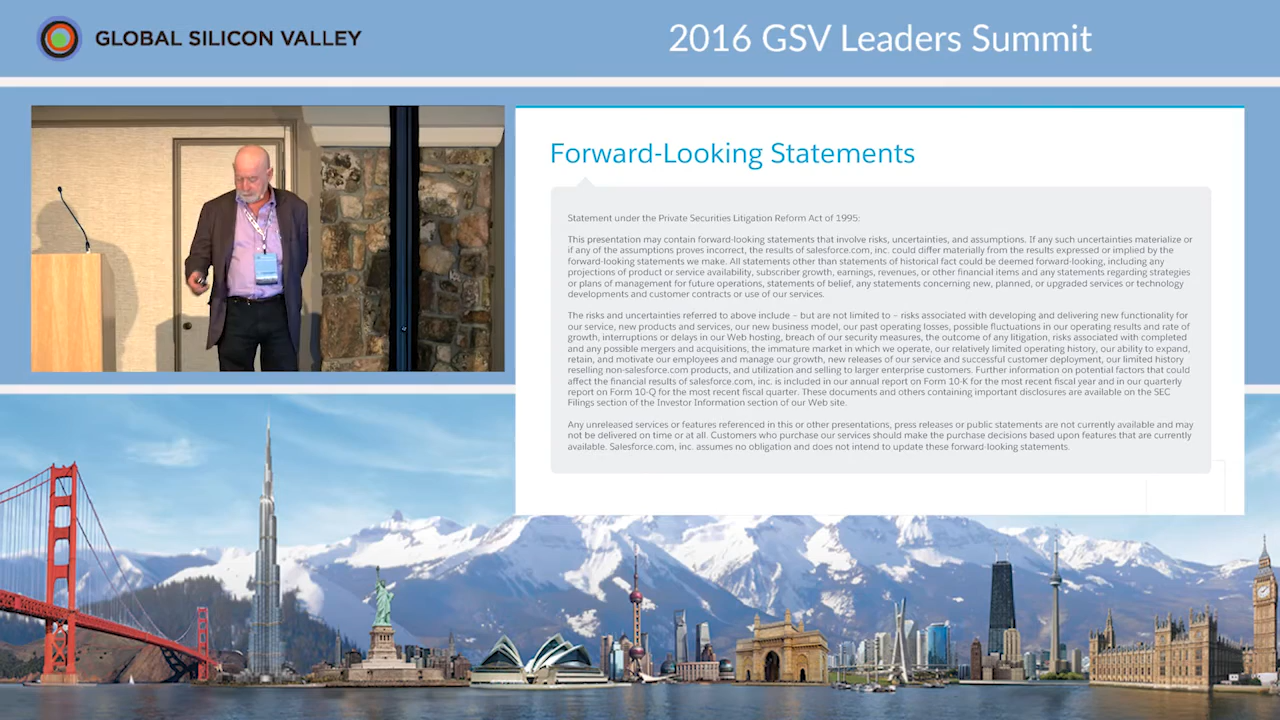 GLOBAL SILICON VALLEY
2016 GSV Leaders Summit
Forward-Looking Statements
Statement under the Private Securities Litigation Reform Act of 1995:
This presentation may contain forward-looking statements that involve risks, uncertainties, and assumptions. If any such uncertainties materialize or
if any of the assumptions proves incorrect, the results of salesforce.com, inc. could differ materially from the results expressed or implied by the
forward-looking statements we make. All statements other than statements of historical fact could be deemed forward-looking, including any
projections of product or service availability, subscriber growth, earnings, revenues, or other financial items and any statements regarding strategies
or plans of management for future operations, statements of belief, any statements concerning new, planned, or upgraded services or technology
developments and customer contracts or use of our services.
The risks and uncertainties referred to above include – but are not limited to – risks associated with developing and delivering new functionality for
our service, new products and services, our new business model, our past operating losses, possible fluctuations in our operating results and rate of
growth, interruptions or delays in our Web hosting, breach of our security measures, the outcome of any litigation, risks associated with completed
and any possible mergers and acquisitions, the immature market in which we operate, our relatively limited operating history, our ability to expand,
retain, and motivate our employees and manage our growth, new releases of our service and successful customer deployment, our limited history
reselling non-salesforce.com products, and utilization and selling to larger enterprise customers. Further information on potential factors that could
affect the financial results of salesforce.com, inc. is included in our annual report on Form 10-K for the most recent fiscal year and in our quarterly
report on Form 10-Q for the most recent fiscal quarter. These documents and others containing important disclosures are available on the SEC
Filings section of the Investor Information section of our Web site.
Any unreleased services or features referenced in this or other presentations, press releases or public statements are not currently available and may
not be delivered on time or at all. Customers who purchase our services should make the purchase decisions based upon features that are currently
available. Salesforce.com, inc. assumes no obligation and does not intend to update these forward-looking statements.